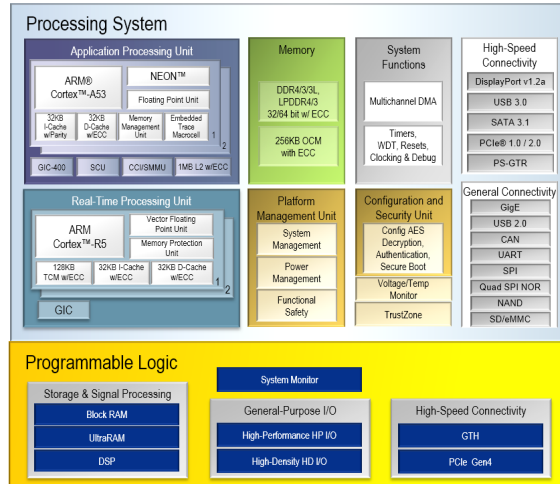 Processing System
Application Processing Unit
ARM®
Cortex™-A53
NEON™
Floating Point Unit
32KB
I-Cache
w/Parity
32KB
D-Cache
w/ECC
Memory
Management
Unit
Embedded
Trace
Macrocell
1
2
GIC-400
SCU
CCI/SMMU
1MB L2 w/ECC
Memory
DDR4/3/3L,
LPDDR4/3
32/64 bit w/ ECC
256KB OCM
with ECC
System
Functions
Multichannel DMA
Timers,
WDT, Resets,
Clocking & Debug
High-Speed
Connectivity
DisplayPort v1.2a
USB 3.0
SATA 3.1
PCIe® 1.0 / 2.0
PS-GTR
Real-Time Processing Unit
ARM
Cortex™-R5
Vector Floating
Point Unit
Memory Protection
Unit
128KB
TCM w/ECC
32KB I-Cache
w/ECC
32KB D-Cache
w/ECC
1
2
GIC
Platform
Management Unit
System
Management
Power
Management
Functional
Safety
Configuration and
Security Unit
Config AES
Decryption,
Authentication,
Secure Boot
Voltage/Temp
Monitor
TrustZone
General Connectivity
GigE
USB 2.0
CAN
UART
SPI
Quad SPI NOR
NAND
SD/eMMC
Programmable Logic
System Monitor
Storage & Signal Processing
Block RAM
UltraRAM
DSP
General-Purpose I/O
High-Performance HP I/O
High-Density HD I/O
High-Speed Connectivity
GTH
PCIe Gen4